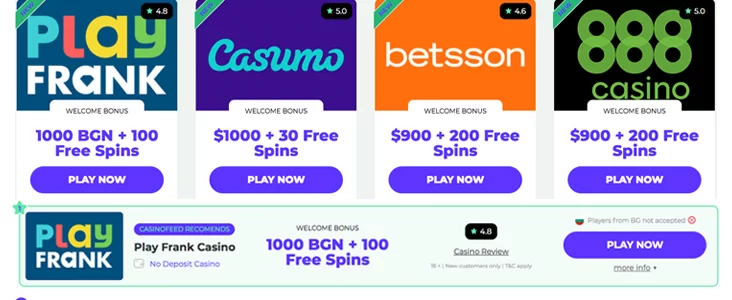 NEW
4.8
PLAY
FRANK
WELCOME BONUS
1000 BGN + 100
Free Spins
PLAY NOW
NEW
5.0
Casumo
WELCOME BONUS
$1000 + 30 Free
Spins
PLAY NOW
NEW
4.6
betsson
WELCOME BONUS
$900 + 200 Free
Spins
PLAY NOW
NEW
5.0
888
casino
WELCOME BONUS
$900 + 200 Free
Spins
PLAY NOW
1
PLAY
FRANK
CASINOFEED RECOMENDS
Play Frank Casino
No Deposit Casino
WELCOME BONUS
1000 BGN + 100
Free Spins
4.8
Casino Review
18 + | New customers only | T&C apply
Players from BG not accepted
PLAY NOW
more info